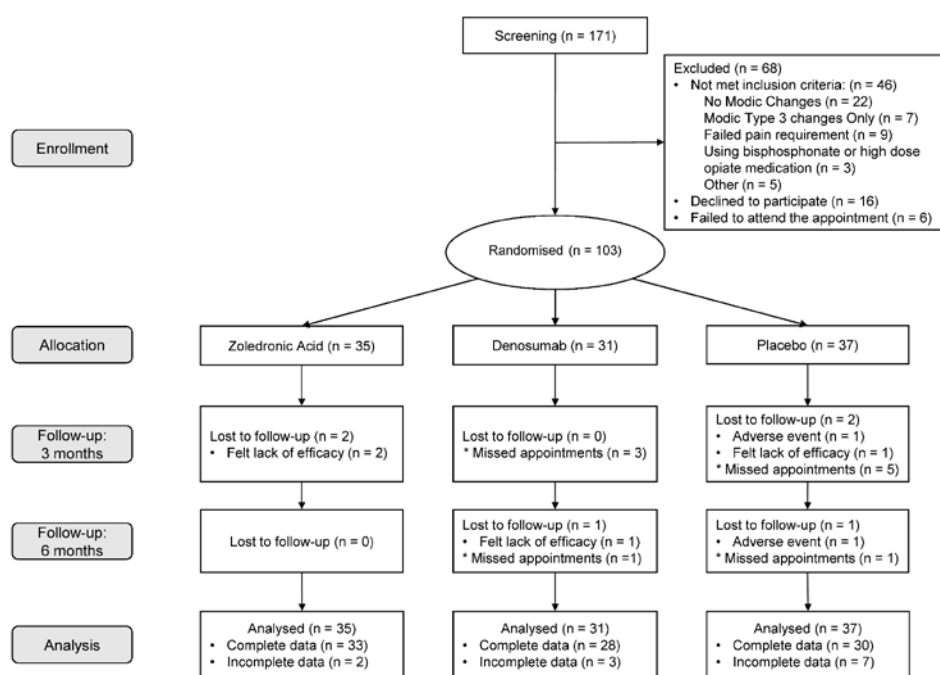 Screening (n = 171)
Excluded (n = 68)
• Not met inclusion criteria: (n = 46)
No Modic Changes (n = 22)
Modic Type 3 changes Only (n = 7)
Failed pain requirement (n = 9)
Using bisphosphonate or high dose
opiate medication (n = 3)
Other (n = 5)
• Declined to participate (n = 16)
• Failed to attend the appointment (n = 6)
Enrollment
Randomised (n = 103)
Allocation
Zoledronic Acid (n = 35)
Denosumab (n = 31)
Placebo (n = 37)
Follow-up:
3 months
Lost to follow-up (n = 2)
• Felt lack of efficacy (n = 2)
Lost to follow-up (n = 0)
* Missed appointments (n = 3)
Lost to follow-up (n = 2)
• Adverse event (n = 1)
• Felt lack of efficacy (n = 1)
* Missed appointments (n = 5)
Follow-up:
6 months
Lost to follow-up (n = 0)
Lost to follow-up (n = 1)
• Felt lack of efficacy (n = 1)
* Missed appointments (n =1)
Lost to follow-up (n = 1)
• Adverse event (n = 1)
* Missed appointments (n = 1)
Analysis
Analysed (n = 35)
• Complete data (n = 33)
• Incomplete data (n = 2)
Analysed (n = 31)
• Complete data (n = 28)
• Incomplete data (n = 3)
Analysed (n = 37)
• Complete data (n = 30)
• Incomplete data (n = 7)